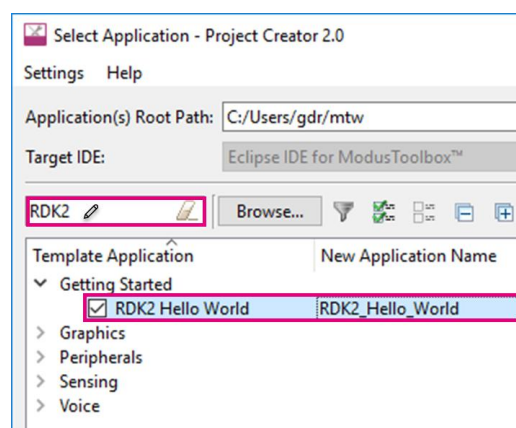 Select Application - Project Creator 2.0
Settings Help
Application(s) Root Path: C:/Users/gdr/mtw
Target IDE: Eclipse IDE for ModusToolbox™
RDK2 Browse...
Template Application New Application Name
Getting Started
RDK2 Hello World RDK2_Hello_World
Graphics
Peripherals
Sensing
Voice